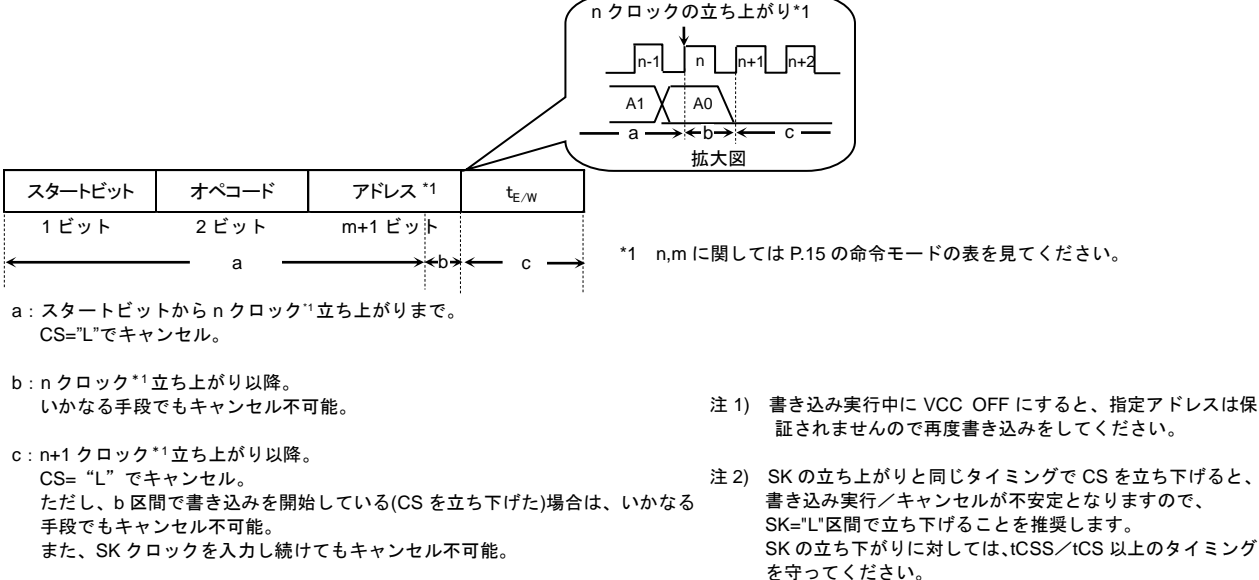 n クロックの立ち上がり*1
n-1 n n+1 n+2
A1 A0
a b c
拡大図
スタートビット オペコード アドレス *1 tE/W
1 ビット 2 ビット m+1 ビット
a b c
*1 n,m に関しては P.15 の命令モードの表を見てください。
a : スタートビットから n クロック*1 立ち上がりまで。
CS="L"でキャンセル。
b : n クロック*1 立ち上がり以降。
いかなる手段でもキャンセル不可能。
c : n+1 クロック*1 立ち上がり以降。
CS= “L” でキャンセル。
ただし、b 区間で書き込みを開始している(CS を立ち下げた)場合は、いかなる
手段でもキャンセル不可能。
また、SK クロックを入力し続けてもキャンセル不可能。
注 1) 書き込み実行中に VCC OFF にすると、指定アドレスは保
証されませんので再度書き込みをしてください。
注 2) SK の立ち上がりと同じタイミングで CS を立ち下げると、
書き込み実行／キャンセルが不安定となりますので、
SK="L"区間で立ち下げることを推奨します。
SK の立ち下がりに対しては、tCSS／tCS 以上のタイミング
を守ってください。